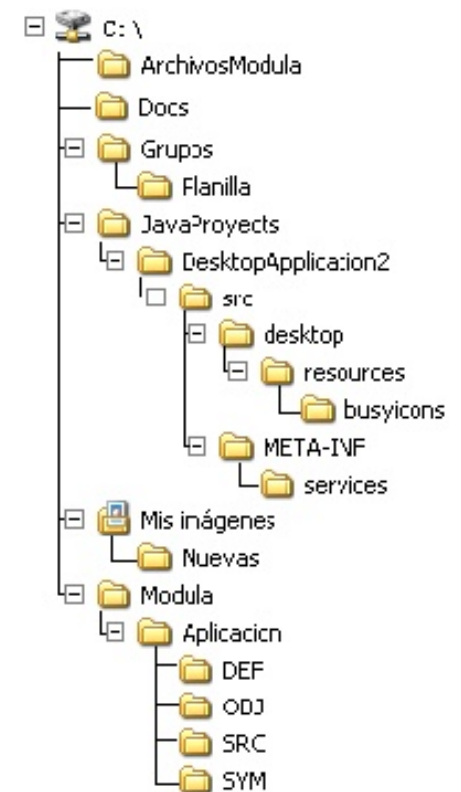 C:\
ArchivosModula
Docs
Grupos
Flanilla
JavaProyects
DesktopApplication2
src
desktop
resources
busyicons
META-INF
services
Mis imágenes
Nuevas
Modula
Aplicacion
DEF
OBJ
SRC
SYM